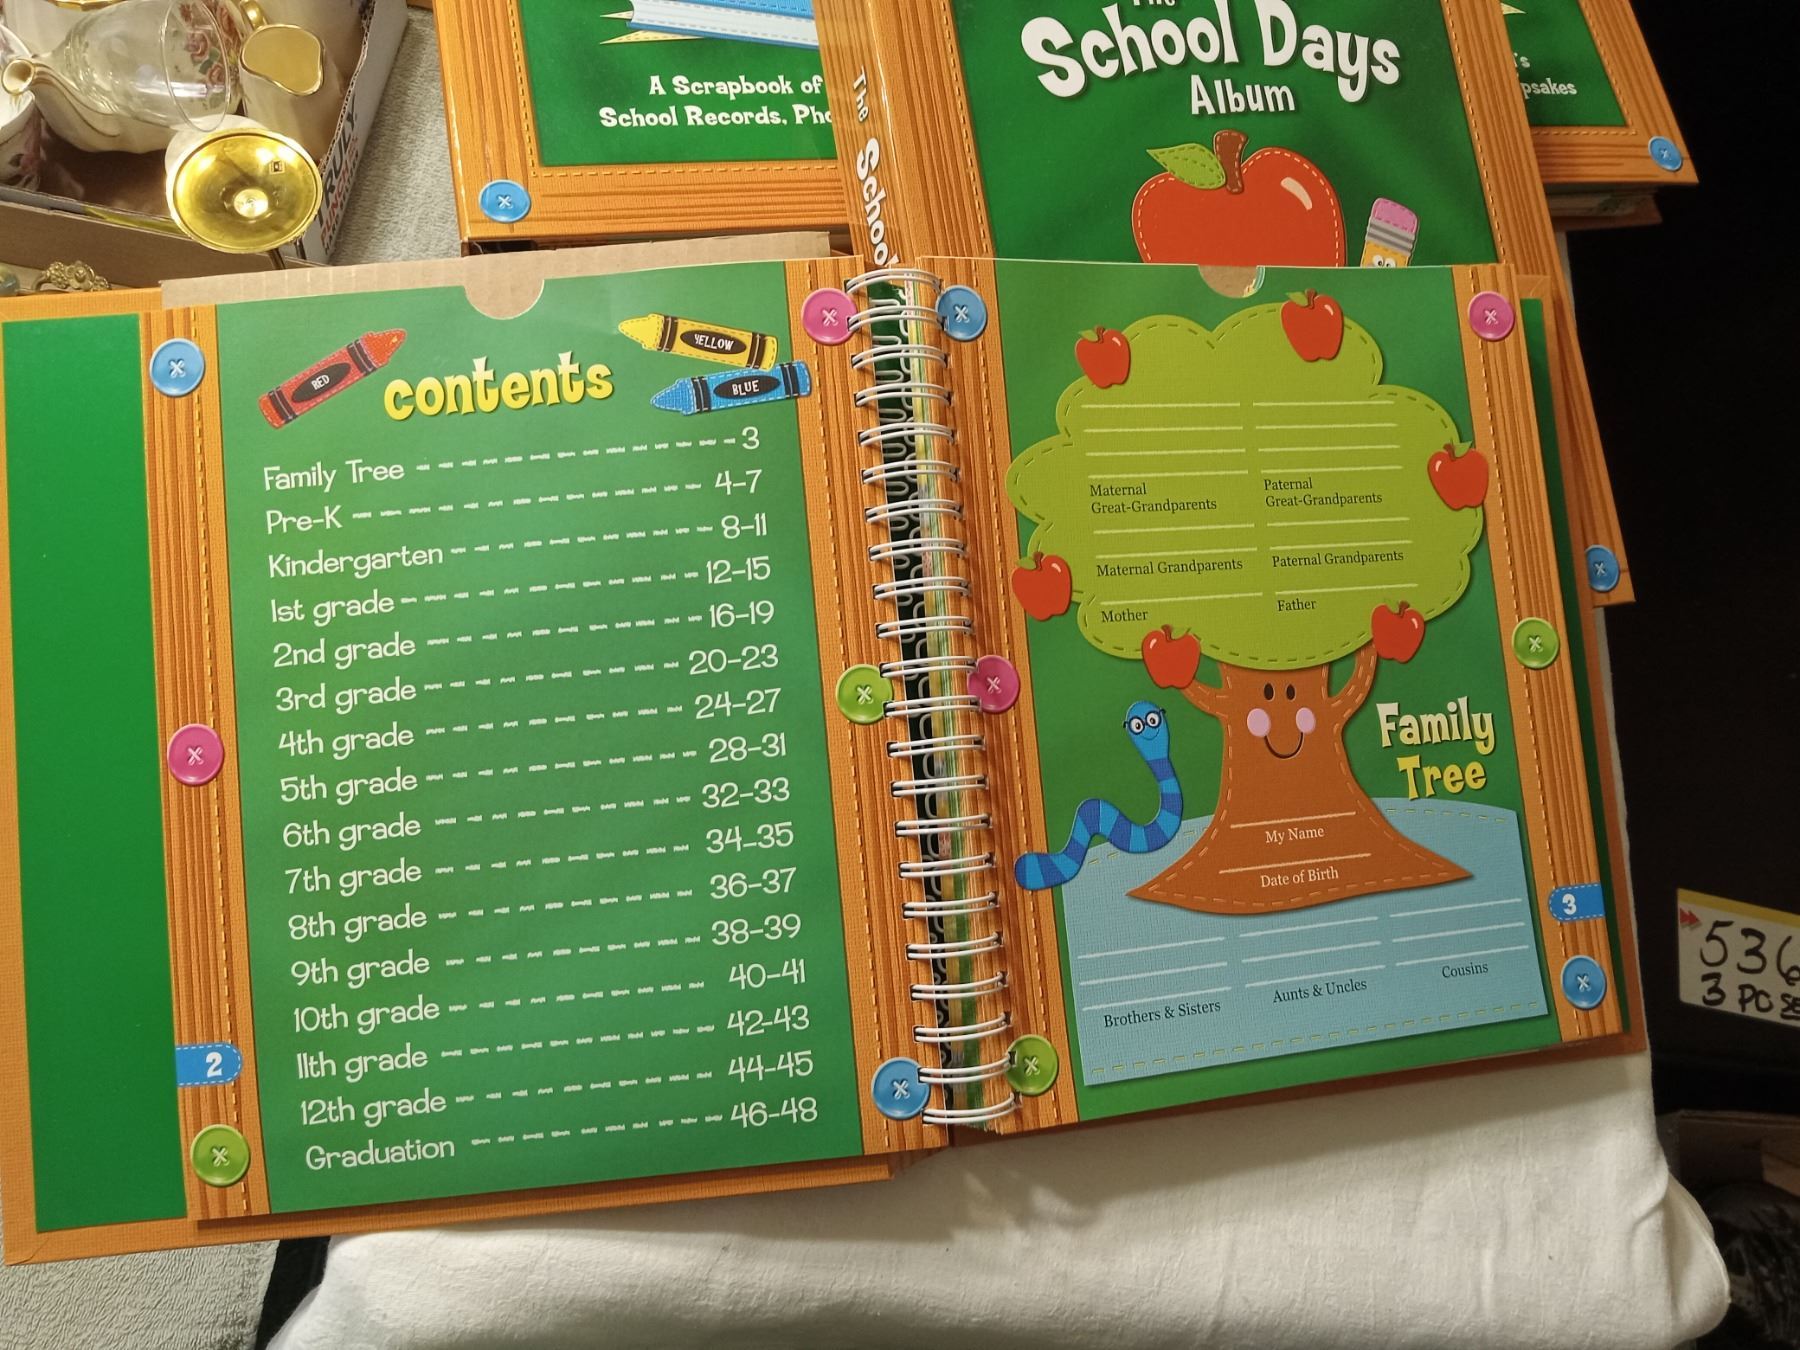 A Scrapbook of
School Records, Pho
The School
The
School Days
Album
's
psakes
RED
YELLOW
BLUE
contents
Family Tree 3
Pre-K 4-7
Kindergarten 8-11
1st grade 12-15
2nd grade 16-19
3rd grade 20-23
4th grade 24-27
5th grade 28-31
6th grade 32-33
7th grade 34-35
8th grade 36-37
9th grade 38-39
10th grade 40-41
11th grade 42-43
12th grade 44-45
Graduation 46-48
2
Maternal
Great-Grandparents
Paternal
Great-Grandparents
Maternal Grandparents
Paternal Grandparents
Mother
Father
Family
Tree
My Name
Date of Birth
Brothers & Sisters
Aunts & Uncles
Cousins
3
536
3 PC SE